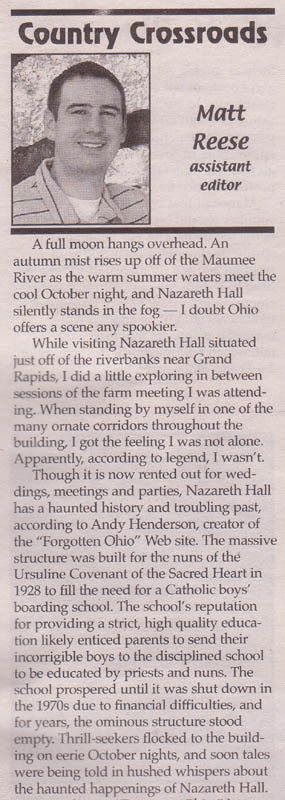 Country Crossroads
Matt
Reese
assistant
editor
A full moon hangs overhead. An
autumn mist rises up off of the Maumee
River as the warm summer waters meet the
cool October night, and Nazareth Hall
silently stands in the fog — I doubt Ohio
offers a scene any spookier.
While visiting Nazareth Hall situated
just off of the riverbanks near Grand
Rapids, I did a little exploring in between
sessions of the farm meeting I was attend-
ing. When standing by myself in one of the
many ornate corridors throughout the
building, I got the feeling I was not alone.
Apparently, according to legend, I wasn't.
Though it is now rented out for wed-
dings, meetings and parties, Nazareth Hall
has a haunted history and troubling past,
according to Andy Henderson, creator of
the "Forgotten Ohio" Web site. The massive
structure was built for the nuns of the
Ursuline Covenant of the Sacred Heart in
1928 to fill the need for a Catholic boys'
boarding school. The school's reputation
for providing a strict, high quality educa-
tion likely enticed parents to send their
incorrigible boys to the disciplined school
to be educated by priests and nuns. The
school prospered until it was shut down in
the 1970s due to financial difficulties, and
for years, the ominous structure stood
empty. Thrill-seekers flocked to the build-
ing on eerie October nights, and soon tales
were being told in hushed whispers about
the haunted happenings of Nazareth Hall.